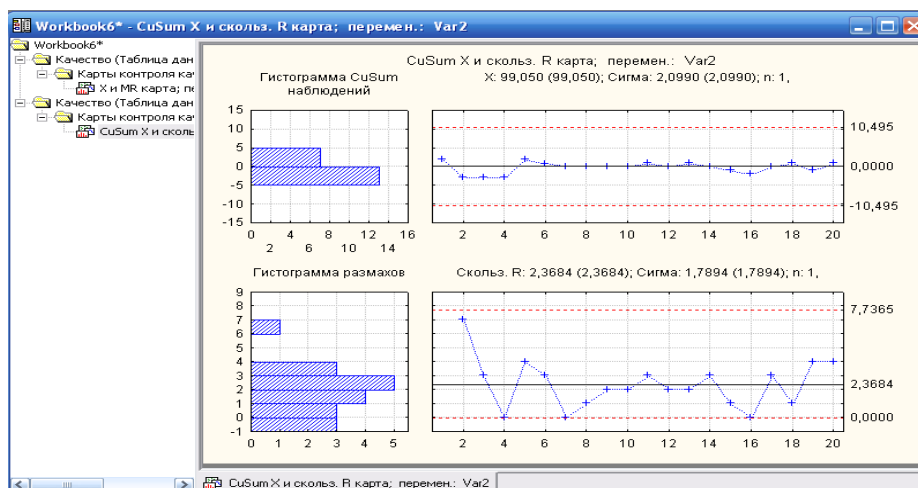 Workbook6* - CuSum X и скольз. R карта; перемен.: Var2
Workbook6*
Качество (Таблица дан
Карты контроля кач
X и MR карта; пе
Качество (Таблица дан
Карты контроля кач
CuSum X и сколь
CuSum X и скольз. R карта; перемен.: Var2
Гистограмма CuSum
наблюдений
X: 99,050 (99,050); Сигма: 2,0990 (2,0990); n: 1,
15
10
5
0
-5
-10
-15
0 4 8 12 16
2 6 10 14
10,495
0,0000
-10,495
2 4 6 8 10 12 14 16 18 20
Гистограмма размахов
Скольз. R: 2,3684 (2,3684); Сигма: 1,7894 (1,7894); n: 1,
9
8
7
6
5
4
3
2
1
0
-1
0 1 2 3 4 5
7,7365
2,3684
0,0000
2 4 6 8 10 12 14 16 18 20
CuSum X и скольз. R карта; перемен.: Var2